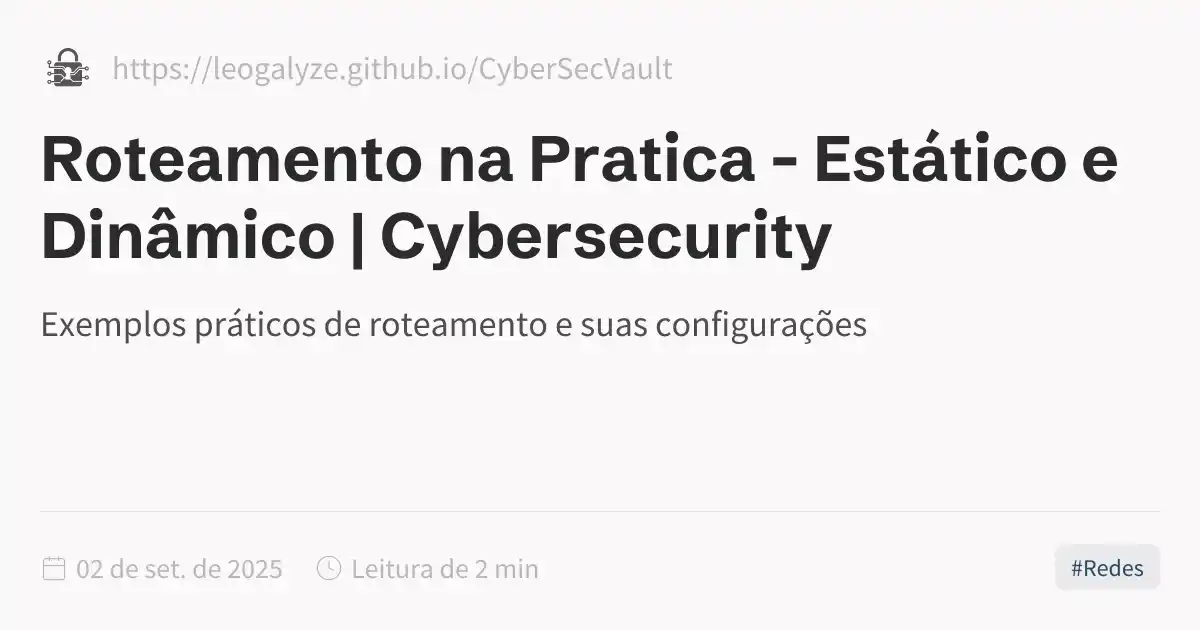 https://leogalyze.github.io/CyberSecVault
Roteamento na Pratica - Estático e
Dinâmico | Cybersecurity
Exemplos práticos de roteamento e suas configurações
02 de set. de 2025
Leitura de 2 min
#Redes